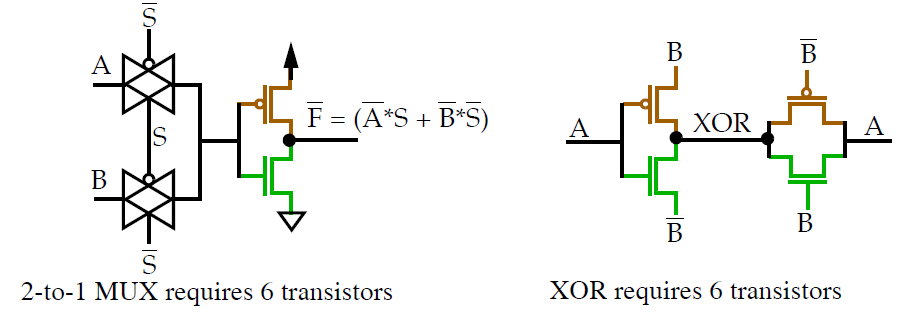 S̅
A
S
B
S̅
F̅ = (A̅*S + B̅*S̅)
2-to-1 MUX requires 6 transistors
B
A
B̅
XOR
B̅
A
B
XOR requires 6 transistors